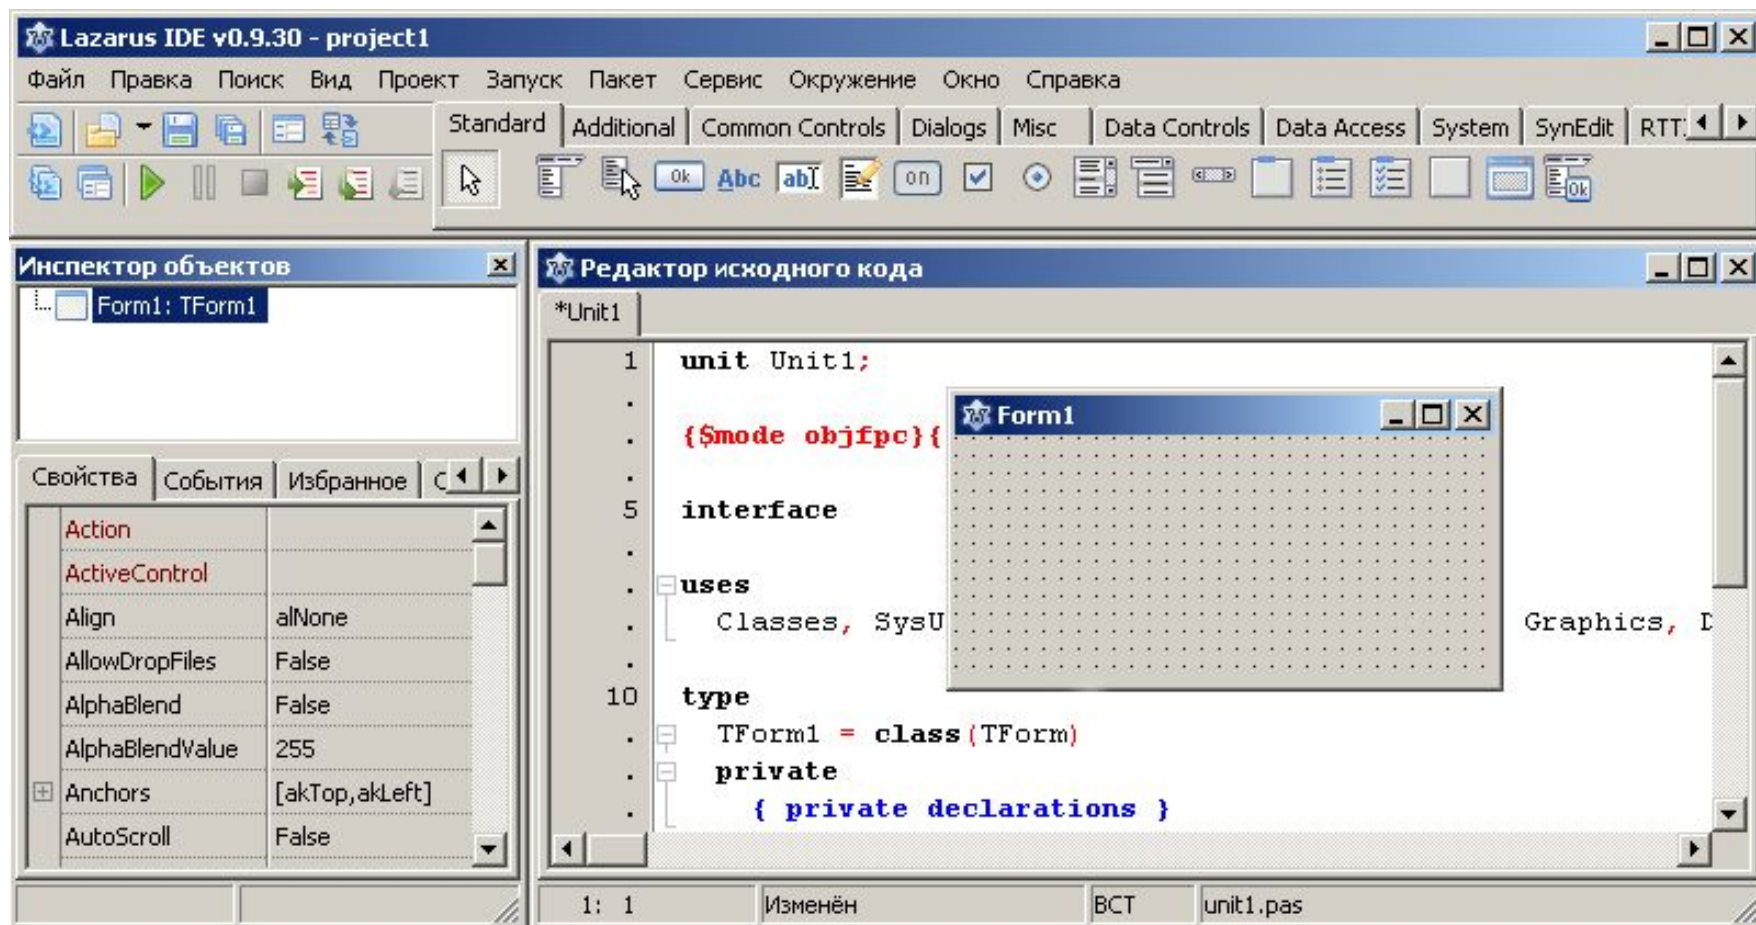 Lazarus IDE v0.9.30 - project1
Файл Правка Поиск Вид Проект Запуск Пакет Сервис Окружение Окно Справка
Standard Additional Common Controls Dialogs Misc Data Controls Data Access System SynEdit RTT
Ok Abc abI on Ok
Инспектор объектов
Form1: TForm1
Свойства События Избранное С
Action
ActiveControl
Align alNone
AllowDropFiles False
AlphaBlend False
AlphaBlendValue 255
Anchors [akTop,akLeft]
AutoScroll False
Редактор исходного кода
*Unit1
1 unit Unit1;
.
. {$mode objfpc}{
.
5 interface
.
. uses
. Classes, SysU Graphics, D
.
10 type
. TForm1 = class(TForm)
. private
. { private declarations }
Form1
1: 1 Изменён ВСТ unit1.pas